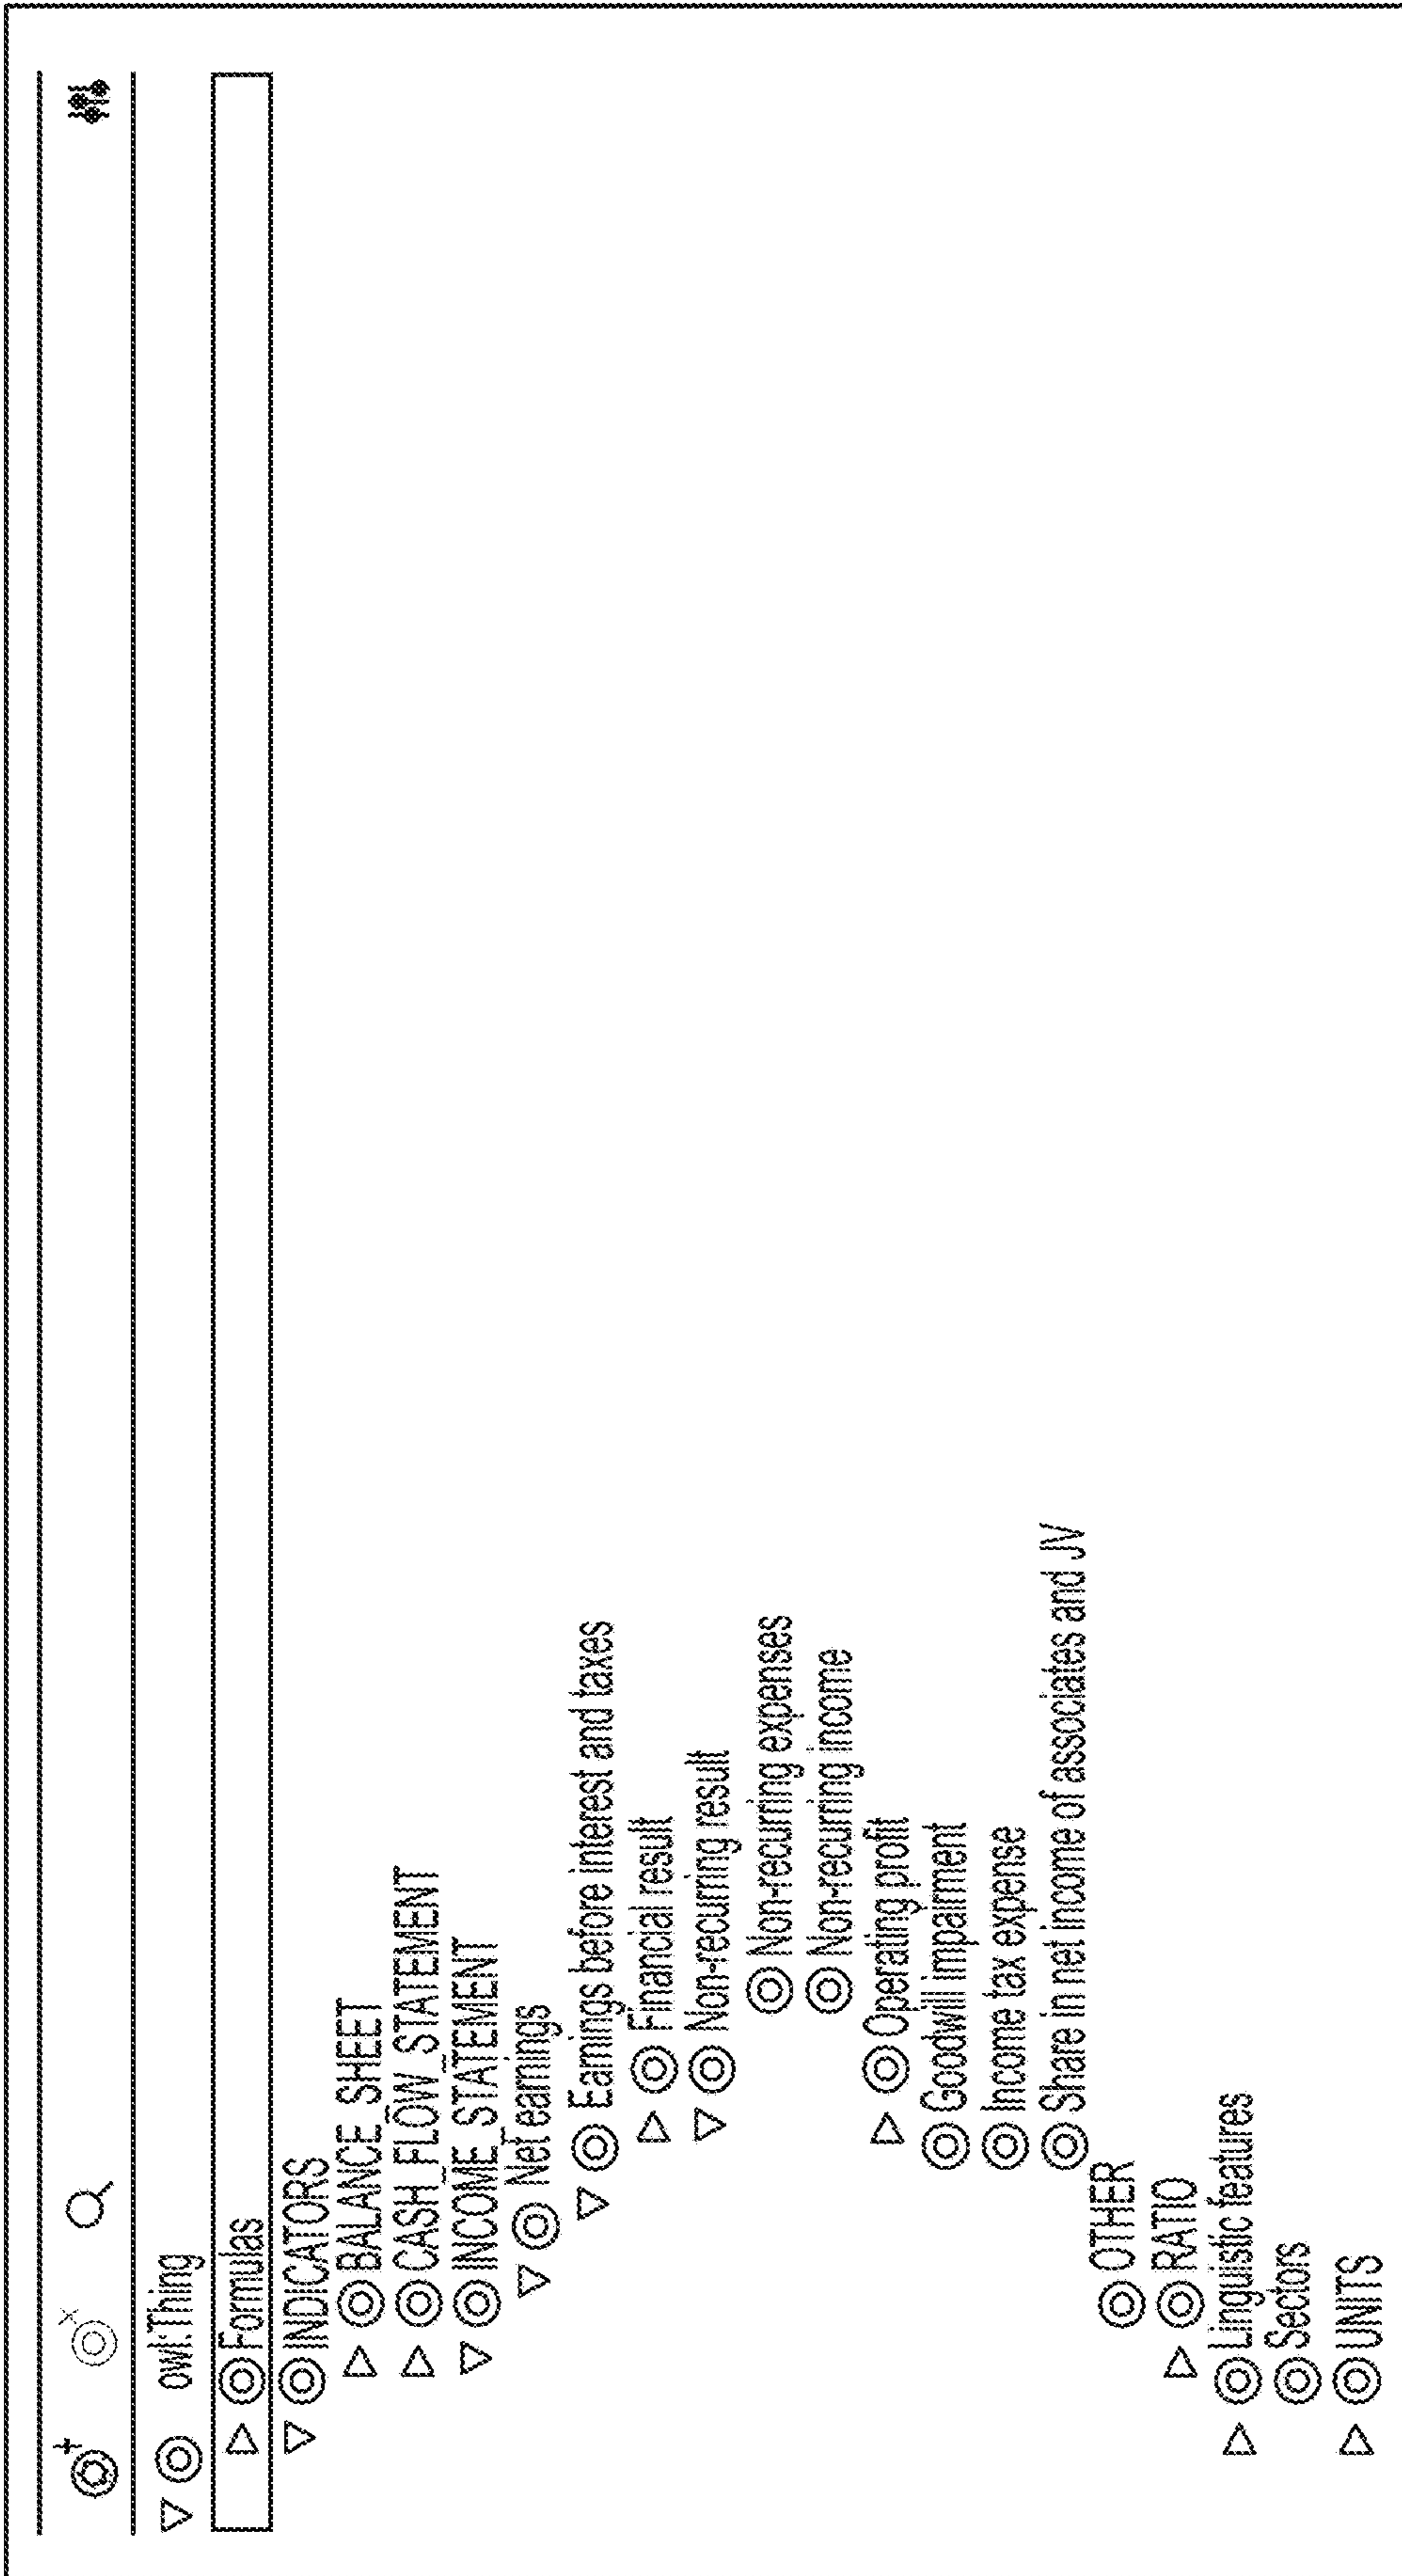 owl:Thing
Formulas
INDICATORS
BALANCE_SHEET
CASH_FLOW_STATEMENT
INCOME_STATEMENT
Net earnings
Earnings before interest and taxes
Financial result
Non-recurring result
Non-recurring expenses
Non-recurring income
Operating profit
Goodwill impairment
Income tax expense
Share in net income of associates and JV
OTHER
RATIO
Linguistic features
Sectors
UNITS